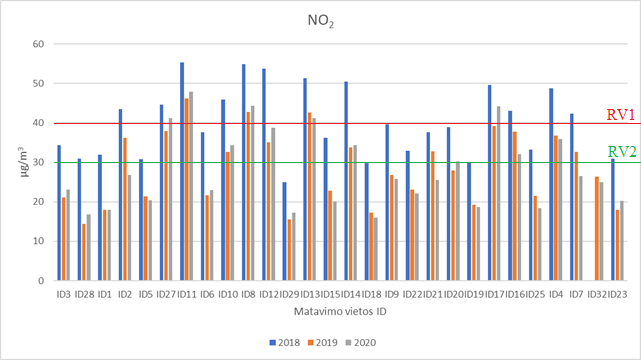 NO2
60
50
40
30
20
10
0
µg/m³
RV1
RV2
ID3 ID28 ID1 ID2 ID5 ID27 ID11 ID6 ID10 ID8 ID12 ID29 ID13 ID15 ID14 ID18 ID9 ID22 ID21 ID20 ID19 ID17 ID16 ID25 ID4 ID7 ID32 ID23
Matavimo vietos ID
2018 2019 2020